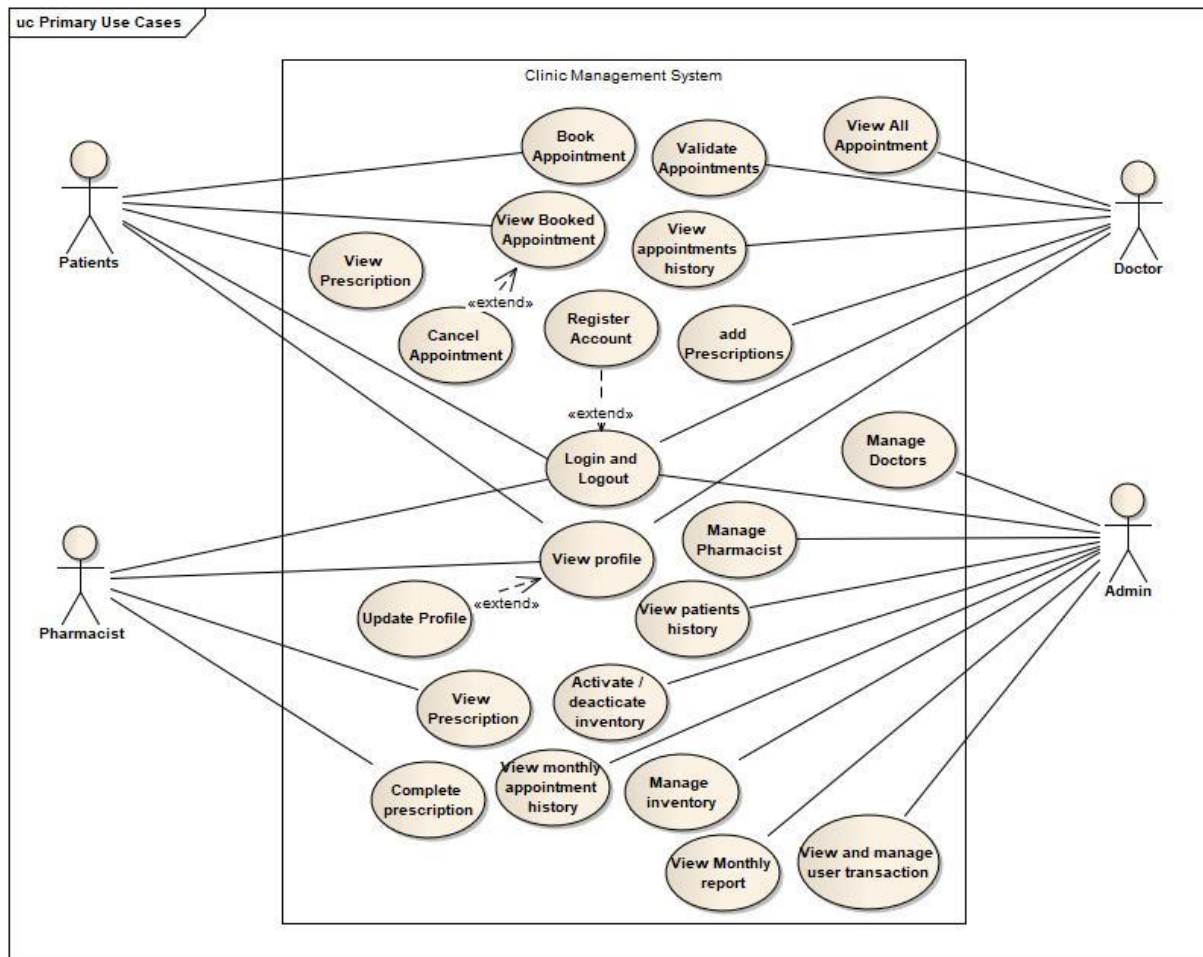 uc Primary Use Cases
Clinic Management System
Book
Appointment
Validate
Appointments
View All
Appointment
View Booked
Appointment
View
appointments
history
Patients
View
Prescription
Doctor
«extend»
Cancel
Appointment
Register
Account
add
Prescriptions
«extend»
Login and
Logout
Manage
Doctors
View profile
Manage
Pharmacist
«extend»
Update Profile
View patients
history
Pharmacist
Admin
View
Prescription
Activate /
deacticate
inventory
Complete
prescription
View monthly
appointment
history
Manage
inventory
View Monthly
report
View and manage
user transaction